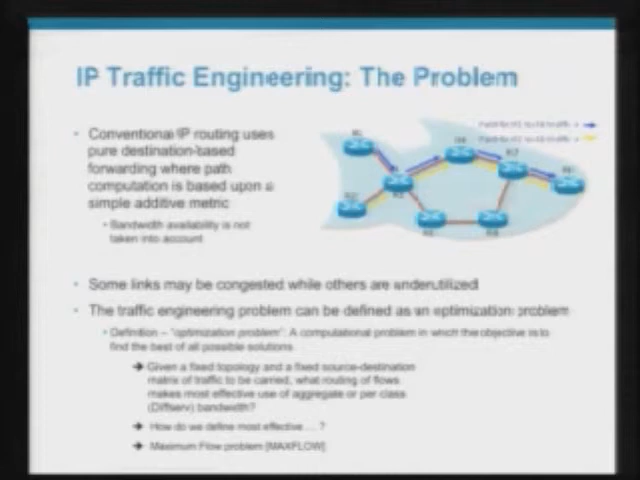 IP Traffic Engineering: The Problem
• Conventional IP routing uses
pure destination-based
forwarding where path
computation is based upon a
simple additive metric
• Bandwidth availability is not
taken into account
• Some links may be congested while others are underutilized
• The traffic engineering problem can be defined as an optimization problem
• Definition – "optimization problem": A computational problem in which the objective is to
find the best of all possible solutions
➔ Given a fixed topology and a fixed source-destination
matrix of traffic to be carried, what routing of flows
makes most effective use of aggregate or per class
(Diffserv) bandwidth?
➔ How do we define most effective … ?
➔ Maximum Flow problem [MAXFLOW]